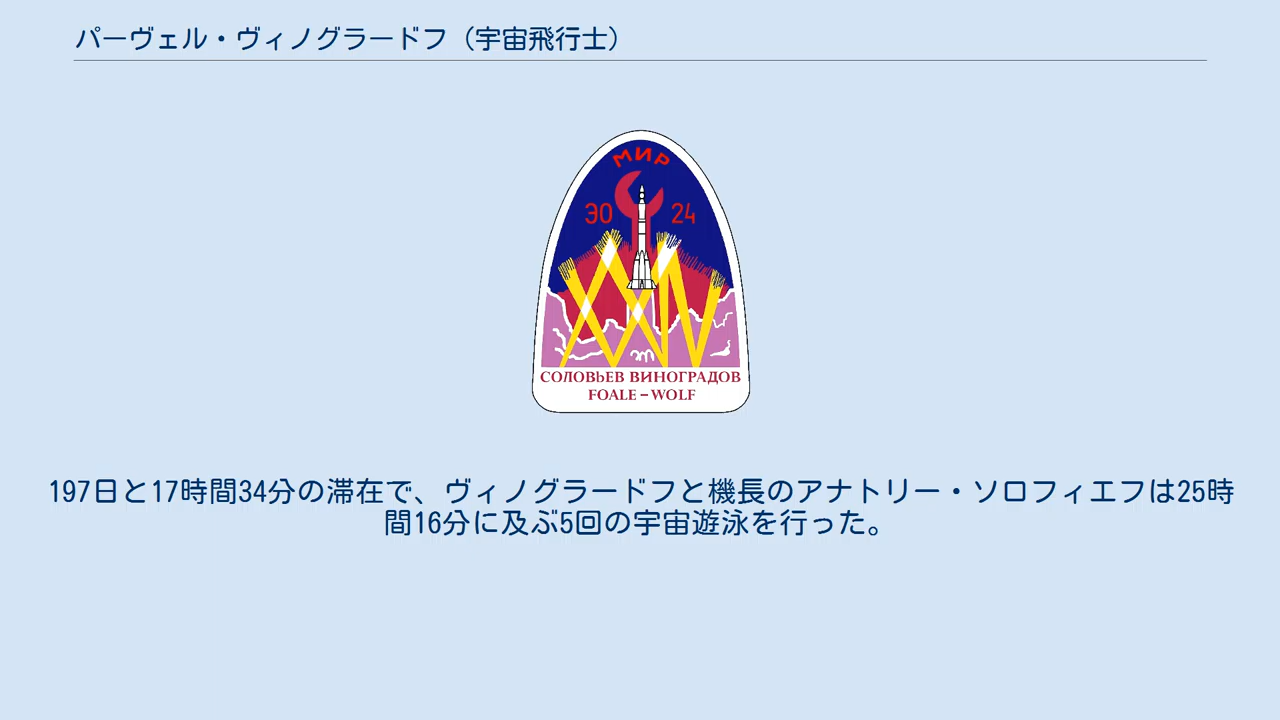 パーヴェル・ヴィノグラードフ（宇宙飛行士）
МИР
ЭО 24
XXIV
СОЛОВЬЕВ ВИНОГРАДОВ
FOALE – WOLF
197日と17時間34分の滞在で、ヴィノグラードフと機長のアナトリー・ソロフィエフは25時
間16分に及ぶ5回の宇宙遊泳を行った。